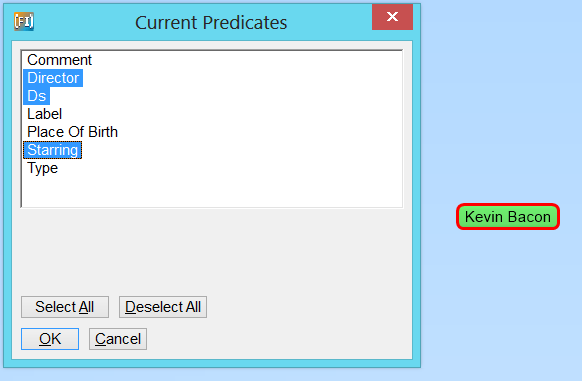 {FI}
Current Predicates
Comment
Director
Ds
Label
Place Of Birth
Starring
Type
Kevin Bacon
Select All
Deselect All
OK
Cancel